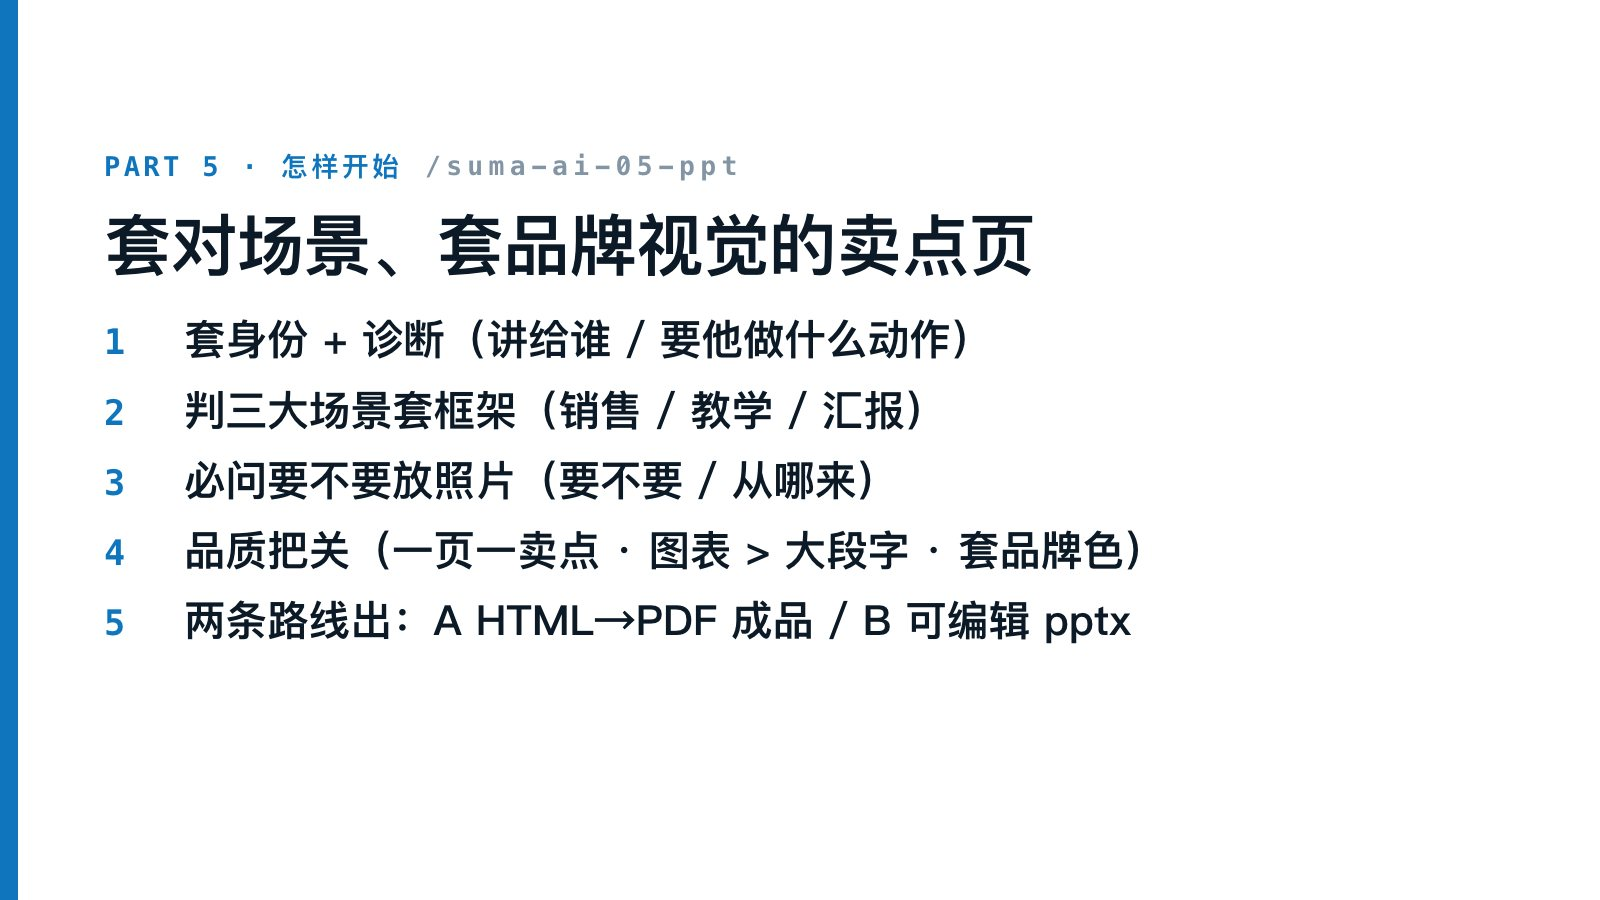 PART 5 · 怎样开始 /suma-ai-05-ppt
套对场景、套品牌视觉的卖点页
1 套身份 + 诊断（讲给谁 / 要他做什么动作）
2 判三大场景套框架（销售 / 教学 / 汇报）
3 必问要不要放照片（要不要 / 从哪来）
4 品质把关（一页一卖点 · 图表 > 大段字 · 套品牌色）
5 两条路线出：A HTML→PDF 成品 / B 可编辑 pptx